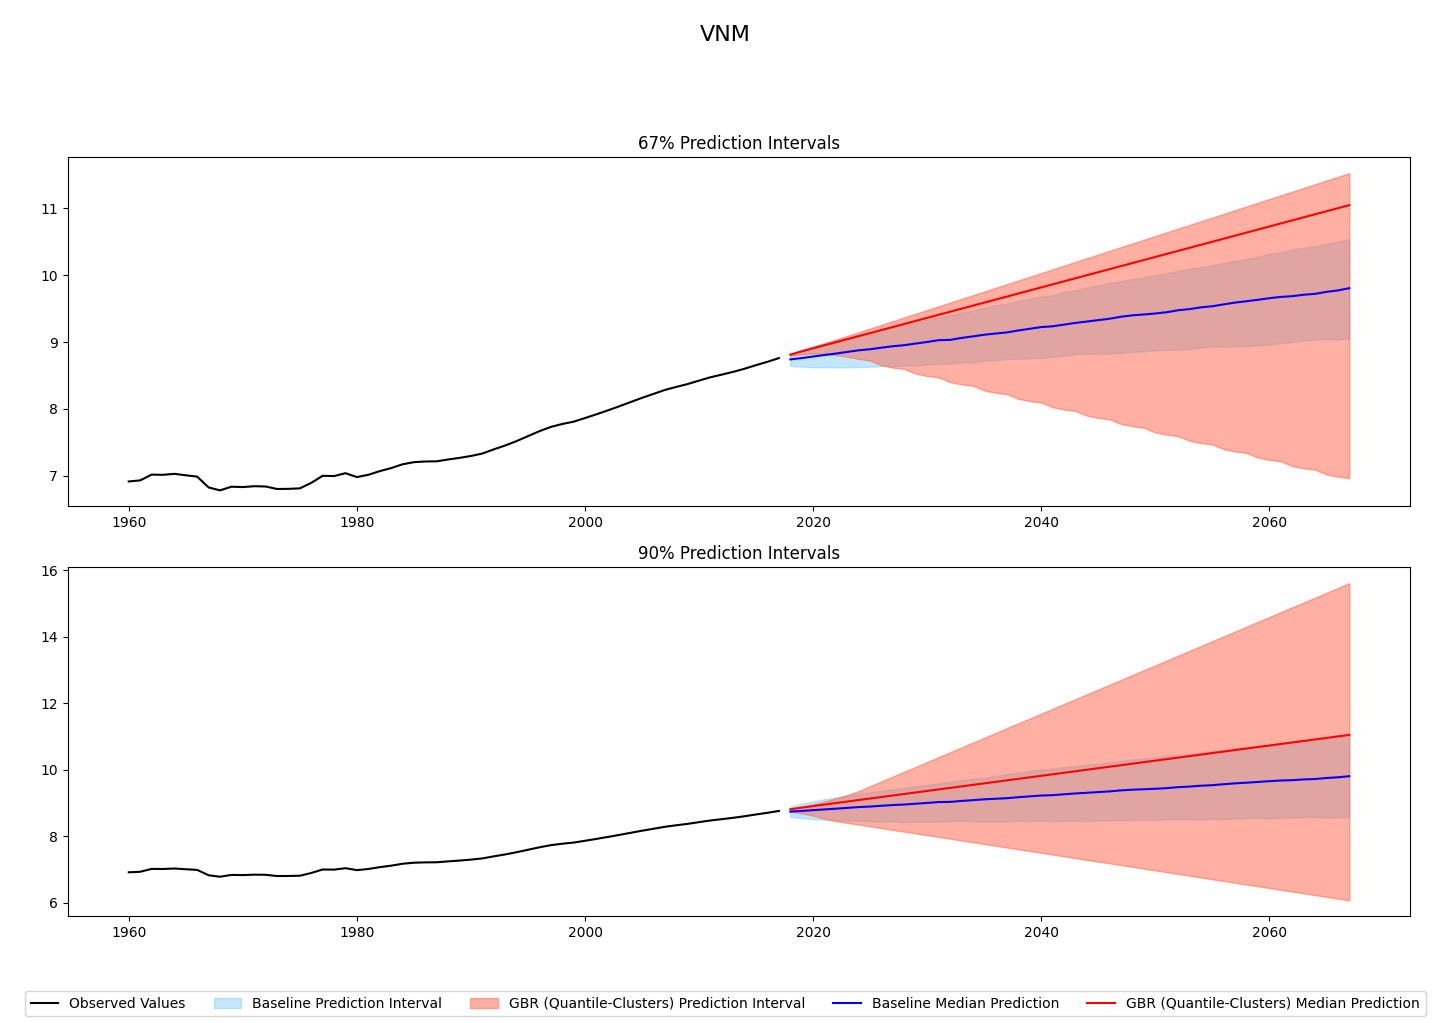 VNM
67% Prediction Intervals
11
10
9
8
7
1960 1980 2000 2020 2040 2060
90% Prediction Intervals
16
14
12
10
8
6
1960 1980 2000 2020 2040 2060
Observed Values Baseline Prediction Interval GBR (Quantile-Clusters) Prediction Interval Baseline Median Prediction GBR (Quantile-Clusters) Median Prediction